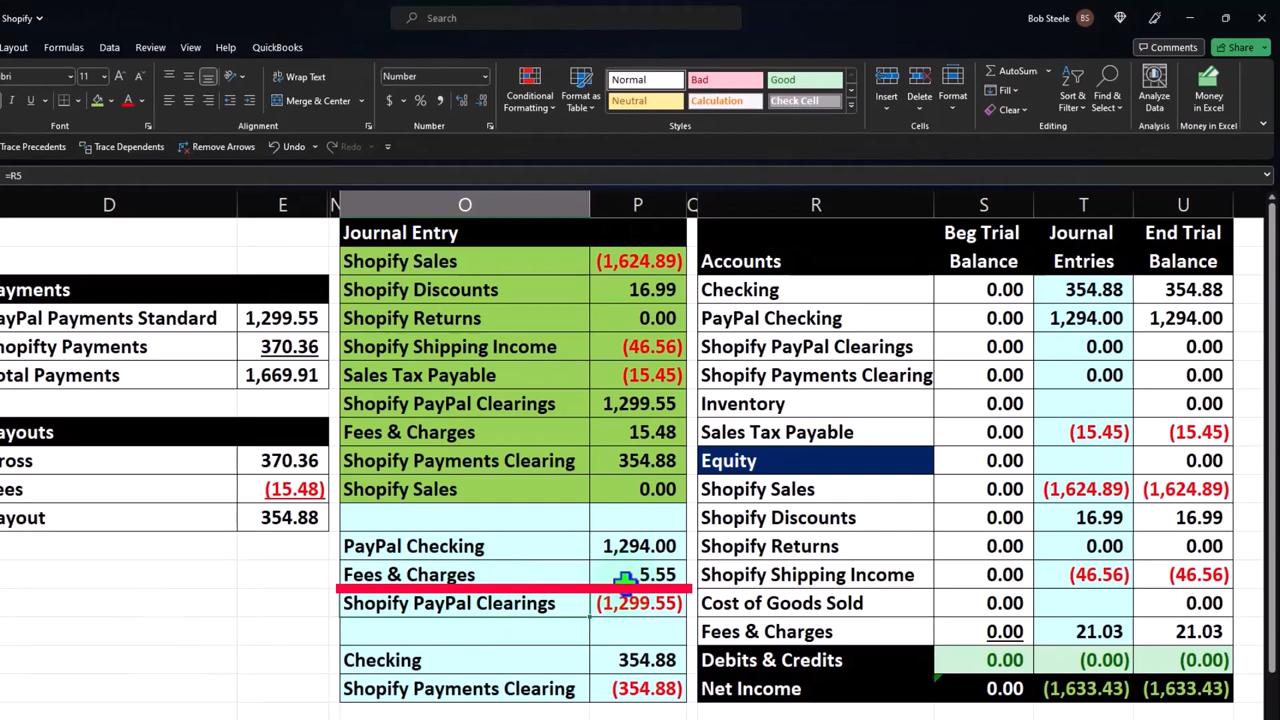 Shopify
Search
Bob Steele BS
Layout Formulas Data Review View Help QuickBooks
Comments Share
bri 11 A A Wrap Text Number Normal Bad Good AutoSum
I U A Merge & Center $ % Conditional Formatting Format as Table Neutral Calculation Check Cell Insert Delete Format Fill Clear Sort & Filter Find & Select Analyze Data Money in Excel
Font Alignment Number Styles Cells Editing Analysis Money in Excel
Trace Precedents Trace Dependents Remove Arrows Undo Redo
=R5
D E N O P Q R S T U
Journal Entry Beg Trial Journal End Trial
Shopify Sales (1,624.89) Accounts Balance Entries Balance
ayments Shopify Discounts 16.99 Checking 0.00 354.88 354.88
ayPal Payments Standard 1,299.55 Shopify Returns 0.00 PayPal Checking 0.00 1,294.00 1,294.00
hopifty Payments 370.36 Shopify Shipping Income (46.56) Shopify PayPal Clearings 0.00 0.00 0.00
otal Payments 1,669.91 Sales Tax Payable (15.45) Shopify Payments Clearing 0.00 0.00 0.00
Shopify PayPal Clearings 1,299.55 Inventory 0.00 0.00
ayouts Fees & Charges 15.48 Sales Tax Payable 0.00 (15.45) (15.45)
ross 370.36 Shopify Payments Clearing 354.88 Equity 0.00 0.00
ees (15.48) Shopify Sales 0.00 Shopify Sales 0.00 (1,624.89) (1,624.89)
ayout 354.88 Shopify Discounts 0.00 16.99 16.99
PayPal Checking 1,294.00 Shopify Returns 0.00 0.00 0.00
Fees & Charges 5.55 Shopify Shipping Income 0.00 (46.56) (46.56)
Shopify PayPal Clearings (1,299.55) Cost of Goods Sold 0.00 0.00
Fees & Charges 0.00 21.03 21.03
Checking 354.88 Debits & Credits 0.00 (0.00) (0.00)
Shopify Payments Clearing (354.88) Net Income 0.00 (1,633.43) (1,633.43)